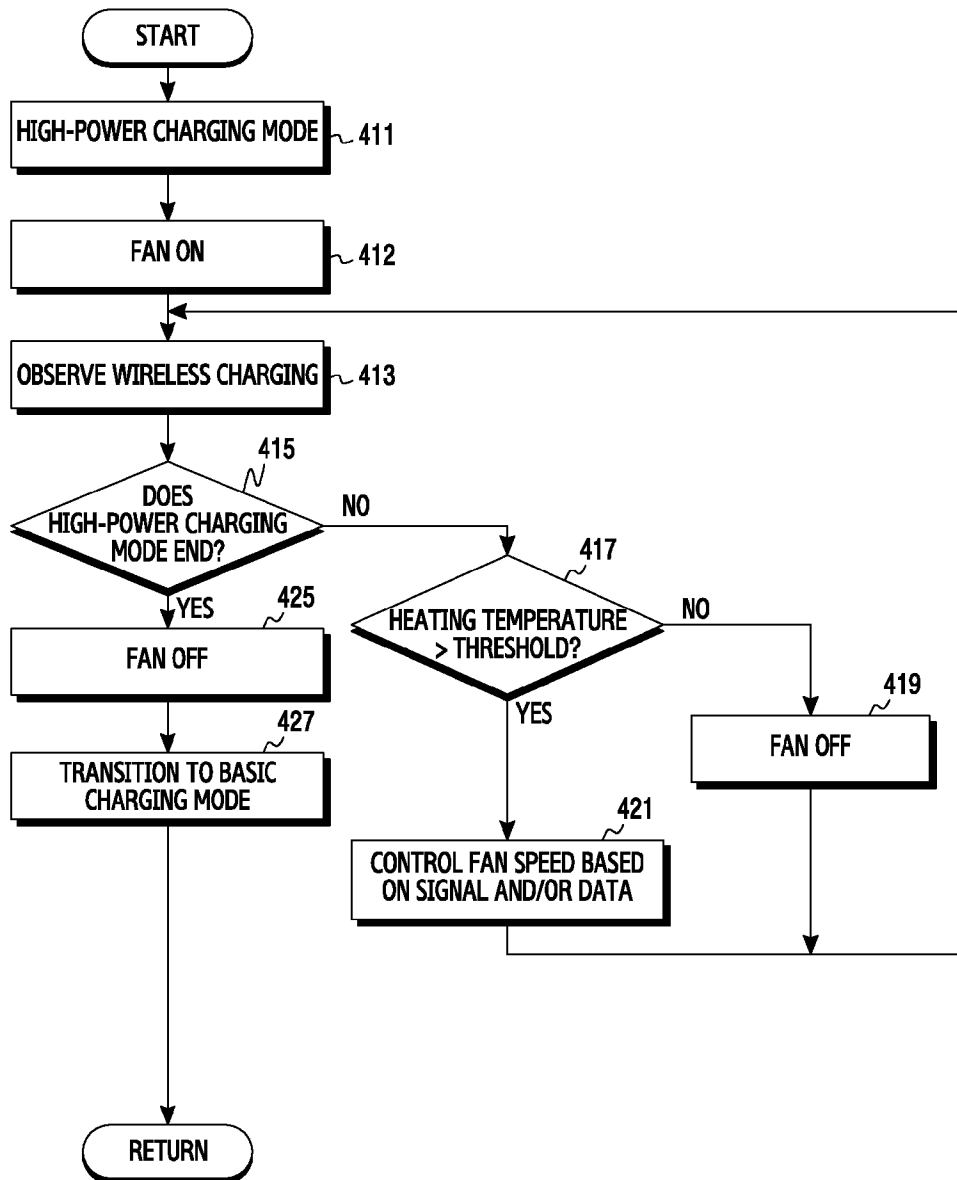 START
HIGH-POWER CHARGING MODE
411
FAN ON
412
OBSERVE WIRELESS CHARGING
413
415
DOES
HIGH-POWER CHARGING
MODE END?
NO
YES
417
HEATING TEMPERATURE
> THRESHOLD?
NO
YES
425
FAN OFF
419
FAN OFF
427
TRANSITION TO BASIC
CHARGING MODE
421
CONTROL FAN SPEED BASED
ON SIGNAL AND/OR DATA
RETURN